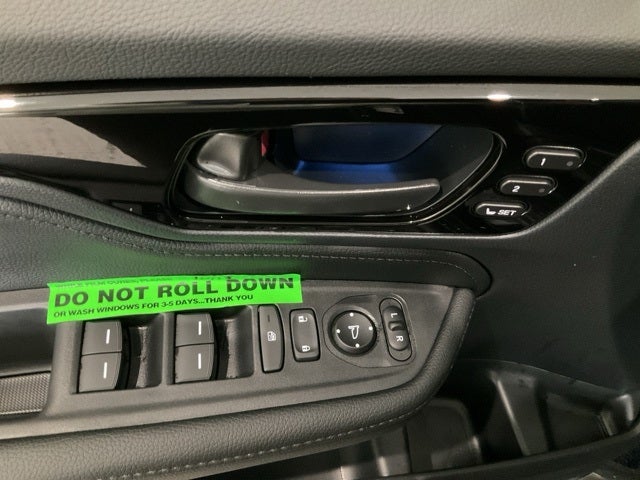 1
2
SET
DO NOT ROLL DOWN
OR WASH WINDOWS FOR 3-5 DAYS...THANK YOU
L
R